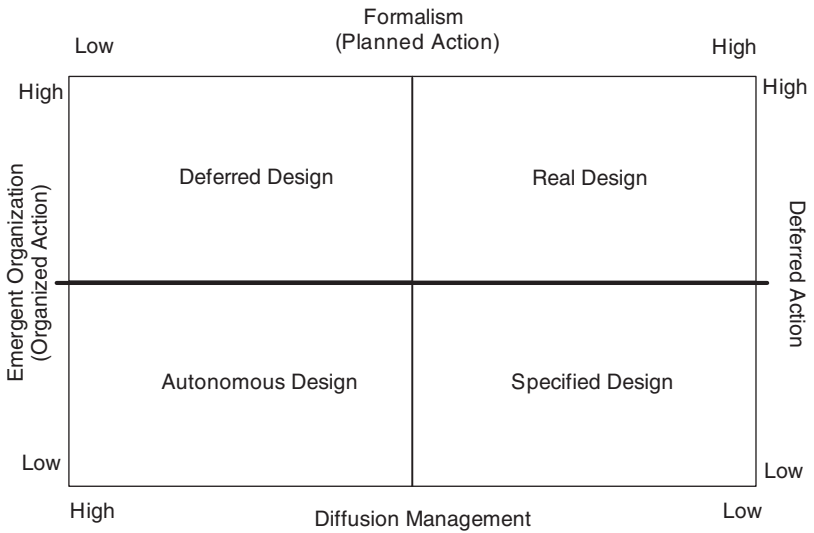 Formalism
(Planned Action)
Low
High
High
High
Deferred Design
Real Design
Emergent Organization
(Organized Action)
Deferred Action
Autonomous Design
Specified Design
Low
Low
High
Diffusion Management
Low